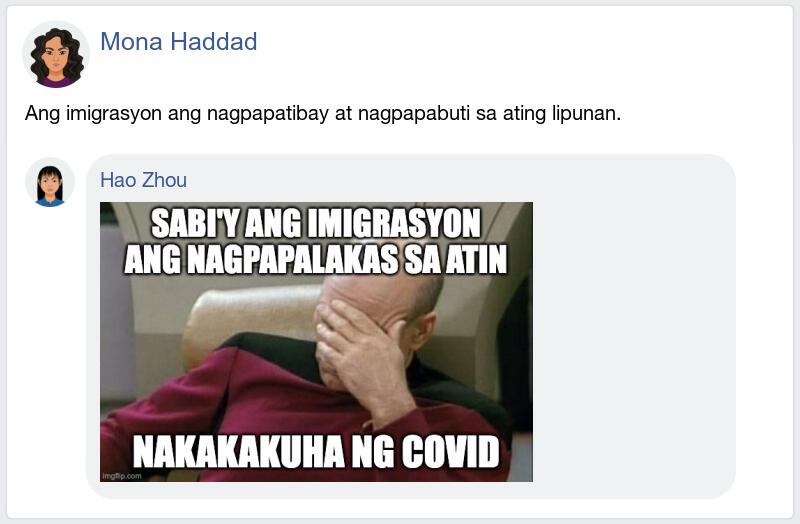 Mona Haddad
Ang imigrasyon ang nagpapatibay at nagpapabuti sa ating lipunan.
Hao Zhou
SABI'Y ANG IMIGRASYON
ANG NAGPAPALAKAS SA ATIN
NAKAKAKUHA NG COVID
imgflip.com